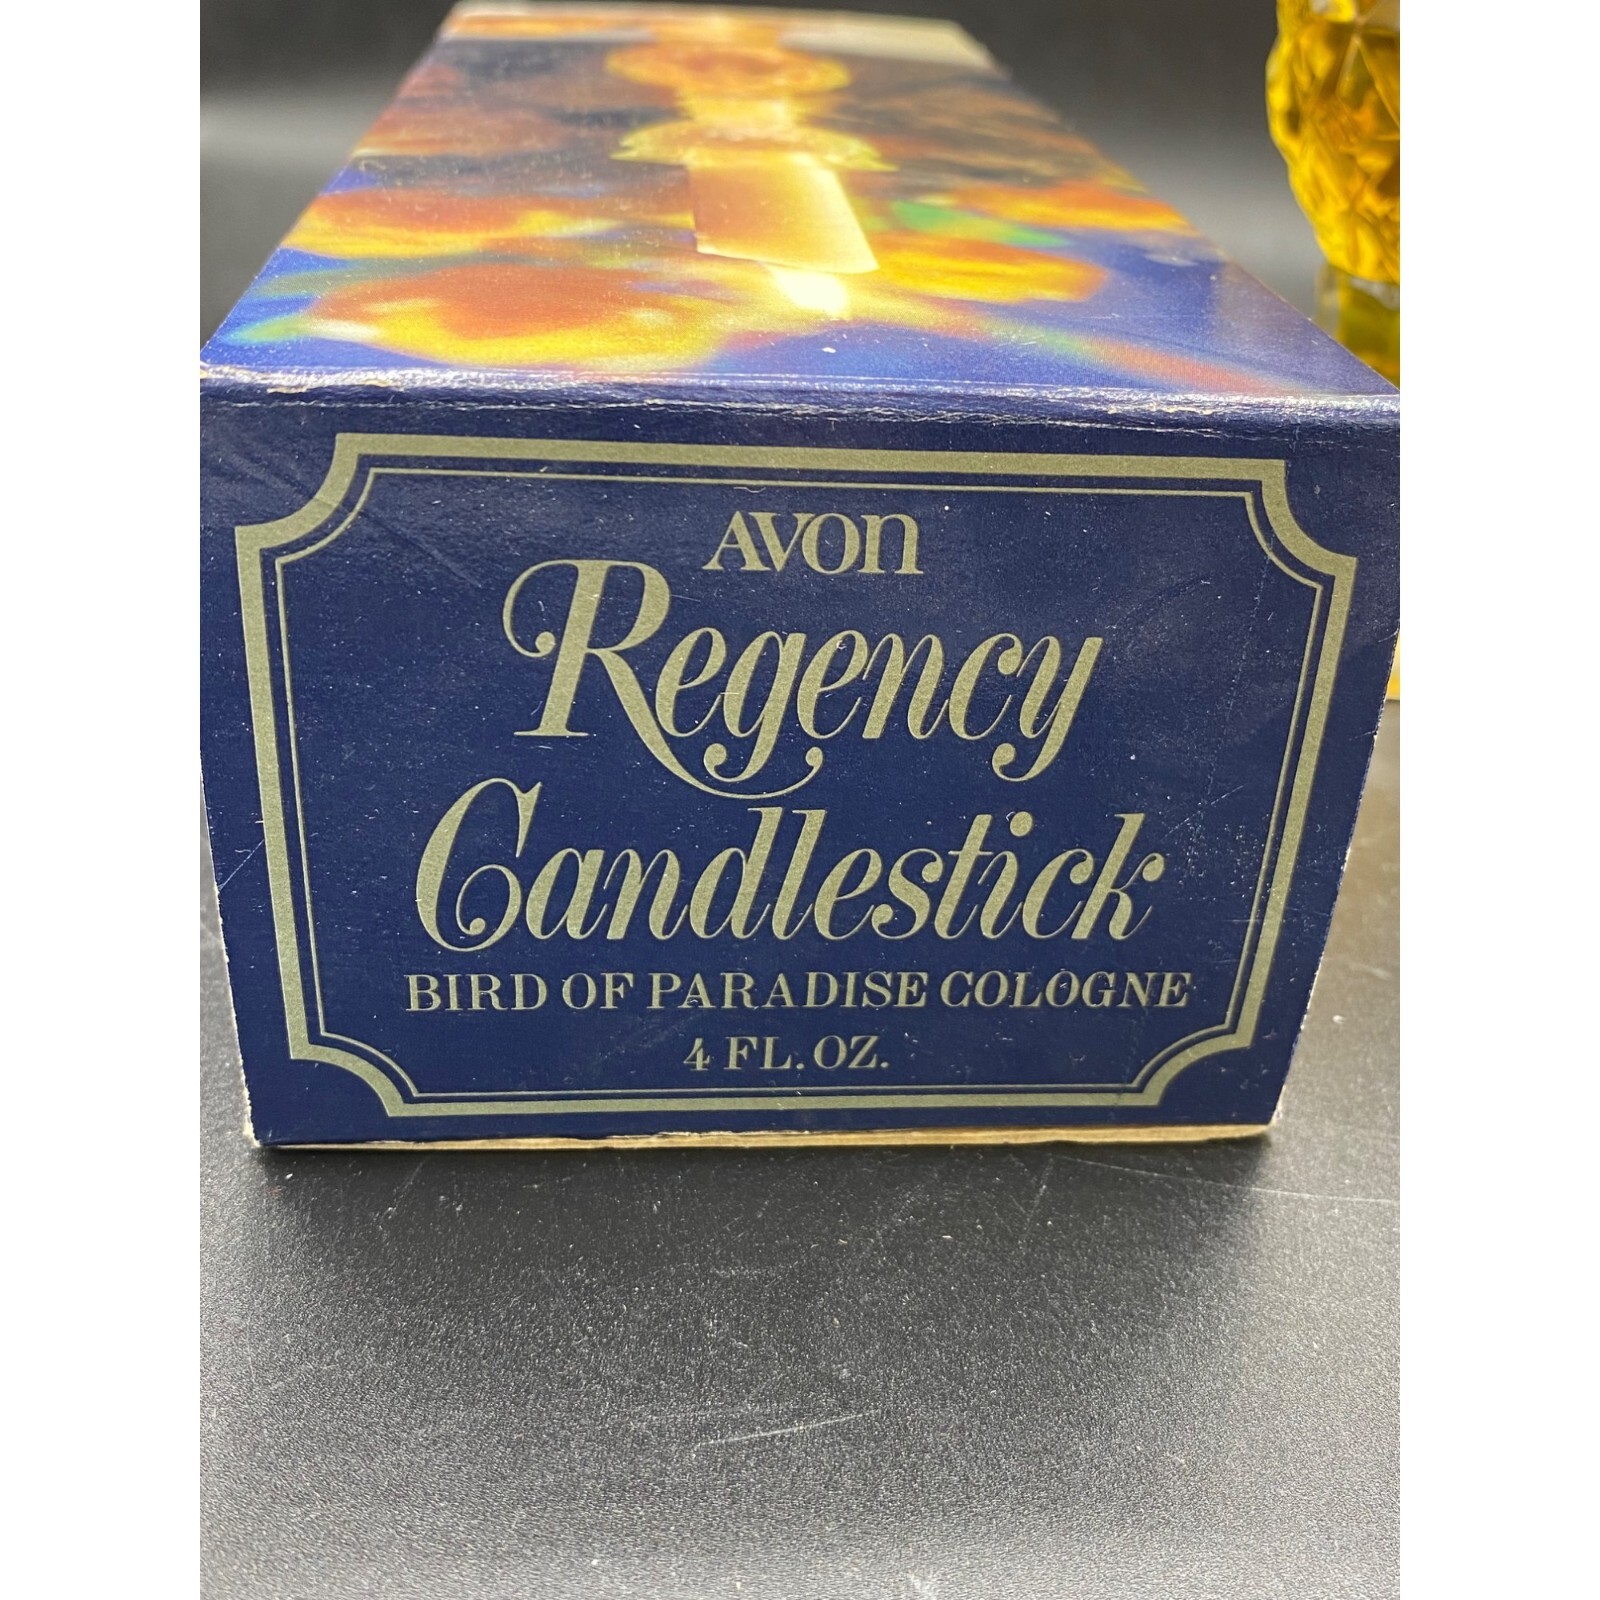 AVON
Regency
Candlestick
BIRD OF PARADISE COLOGNE
4 FL. OZ.